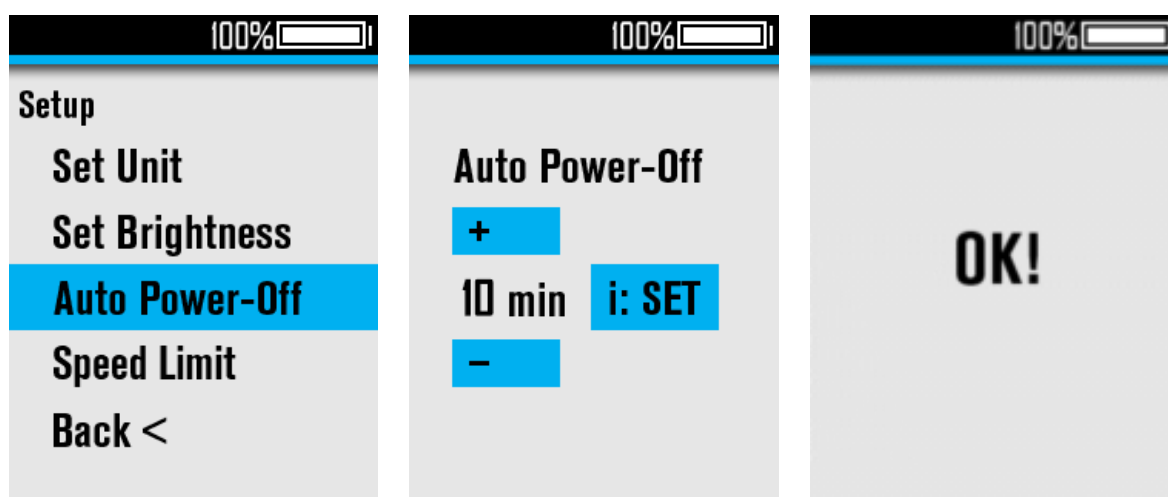 100%
Setup
Set Unit
Set Brightness
Auto Power-Off
Speed Limit
Back <
100%
Auto Power-Off
+
10 min i: SET
−
100%
OK!